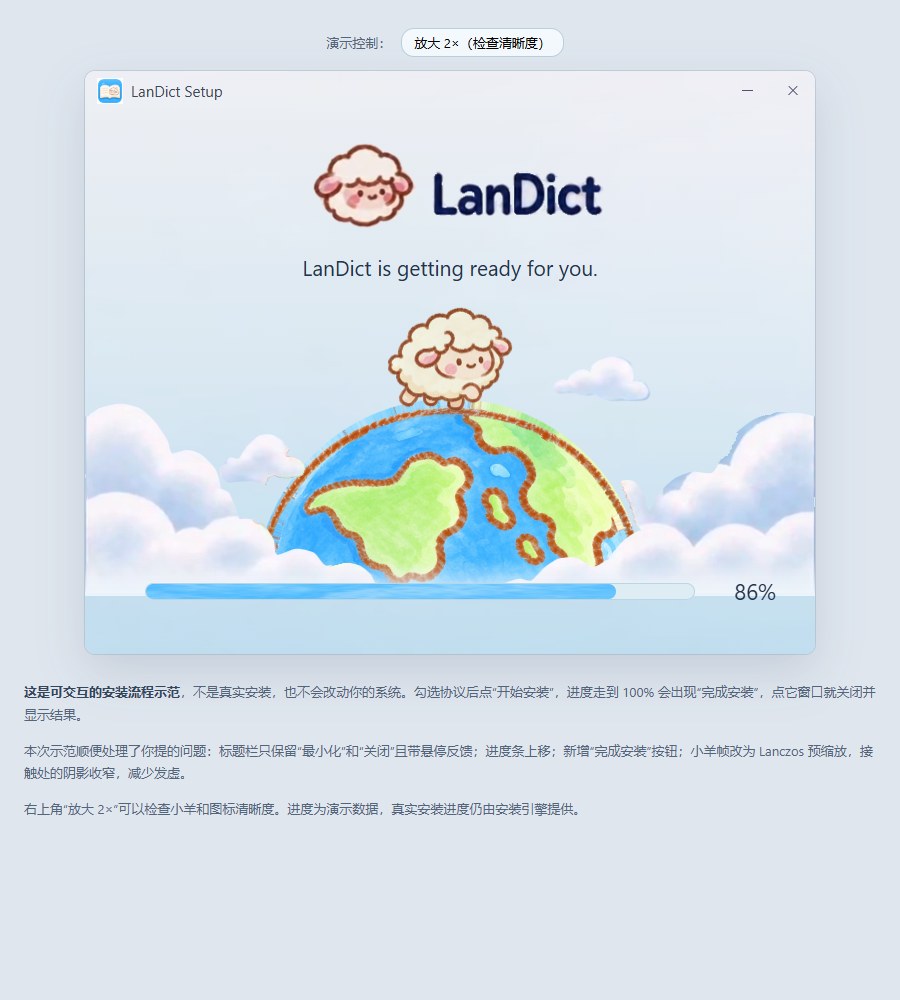 演示控制：
放大 2×（检查清晰度）
LanDict Setup
LanDict
LanDict is getting ready for you.
86%
这是可交互的安装流程示范，不是真实安装，也不会改动你的系统。勾选协议后点“开始安装”，进度走到 100% 会出现“完成安装”，点它窗口就关闭并
显示结果。
本次示范顺便处理了你提的问题：标题栏只保留“最小化”和“关闭”且带悬停反馈；进度条上移；新增“完成安装”按钮；小羊帧改为 Lanczos 预缩放，接
触处的阴影收窄，减少发虚。
右上角“放大 2×”可以检查小羊和图标清晰度。进度为演示数据，真实安装进度仍由安装引擎提供。